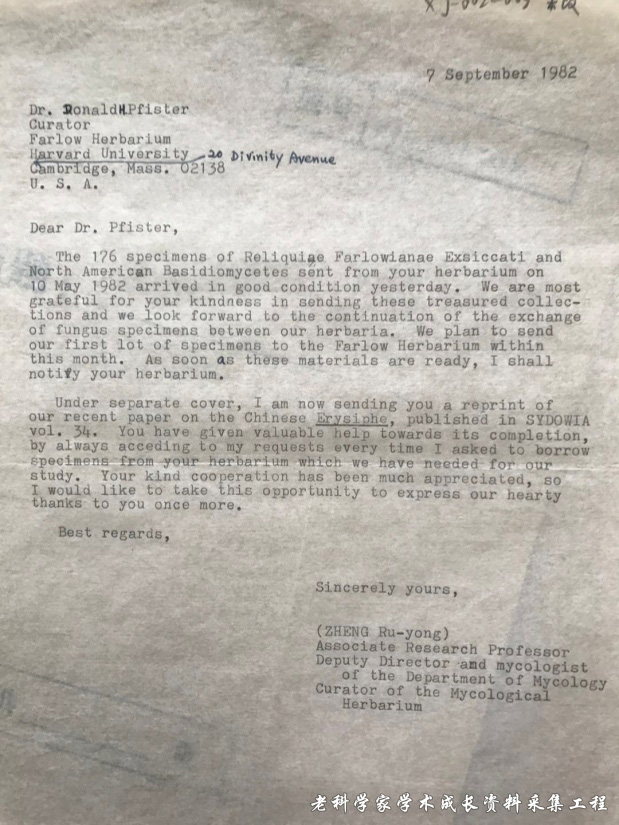 7 September 1982
Dr. Donald H. Pfister
Curator
Farlow Herbarium
Harvard University 20 Divinity Avenue
Cambridge, Mass. 02138
U. S. A.
Dear Dr. Pfister,
The 176 specimens of Reliquiae Farlowianae Exsiccati and
North American Basidiomycetes sent from your herbarium on
10 May 1982 arrived in good condition yesterday. We are most
grateful for your kindness in sending these treasured collec-
tions and we look forward to the continuation of the exchange
of fungus specimens between our herbaria. We plan to send
our first lot of specimens to the Farlow Herbarium within
this month. As soon as these materials are ready, I shall
notify your herbarium.
Under separate cover, I am now sending you a reprint of
our recent paper on the Chinese Erysiphe, published in SYDOWIA
vol. 34. You have given valuable help towards its completion,
by always acceding to my requests every time I asked to borrow
specimens from your herbarium which we have needed for our
study. Your kind cooperation has been much appreciated, so
I would like to take this opportunity to express our hearty
thanks to you once more.
Best regards,
Sincerely yours,
(ZHENG Ru-yong)
Associate Research Professor
Deputy Director and mycologist
of the Department of Mycology
Curator of the Mycological
Herbarium
老科学家学术成长资料采集工程